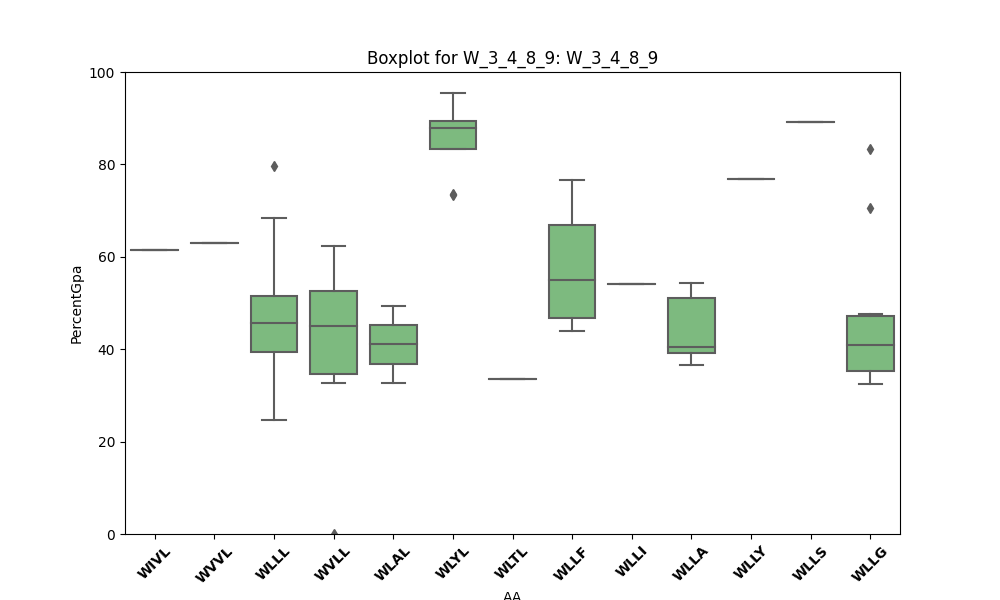 Boxplot for W_3_4_8_9: W_3_4_8_9
100
80
60
40
20
0
PercentGpa
WIVL
WVVL
WLLL
WVLL
WLAL
WLYL
WLTL
WLLF
WLLI
WLLA
WLLY
WLLS
WLLG
AA